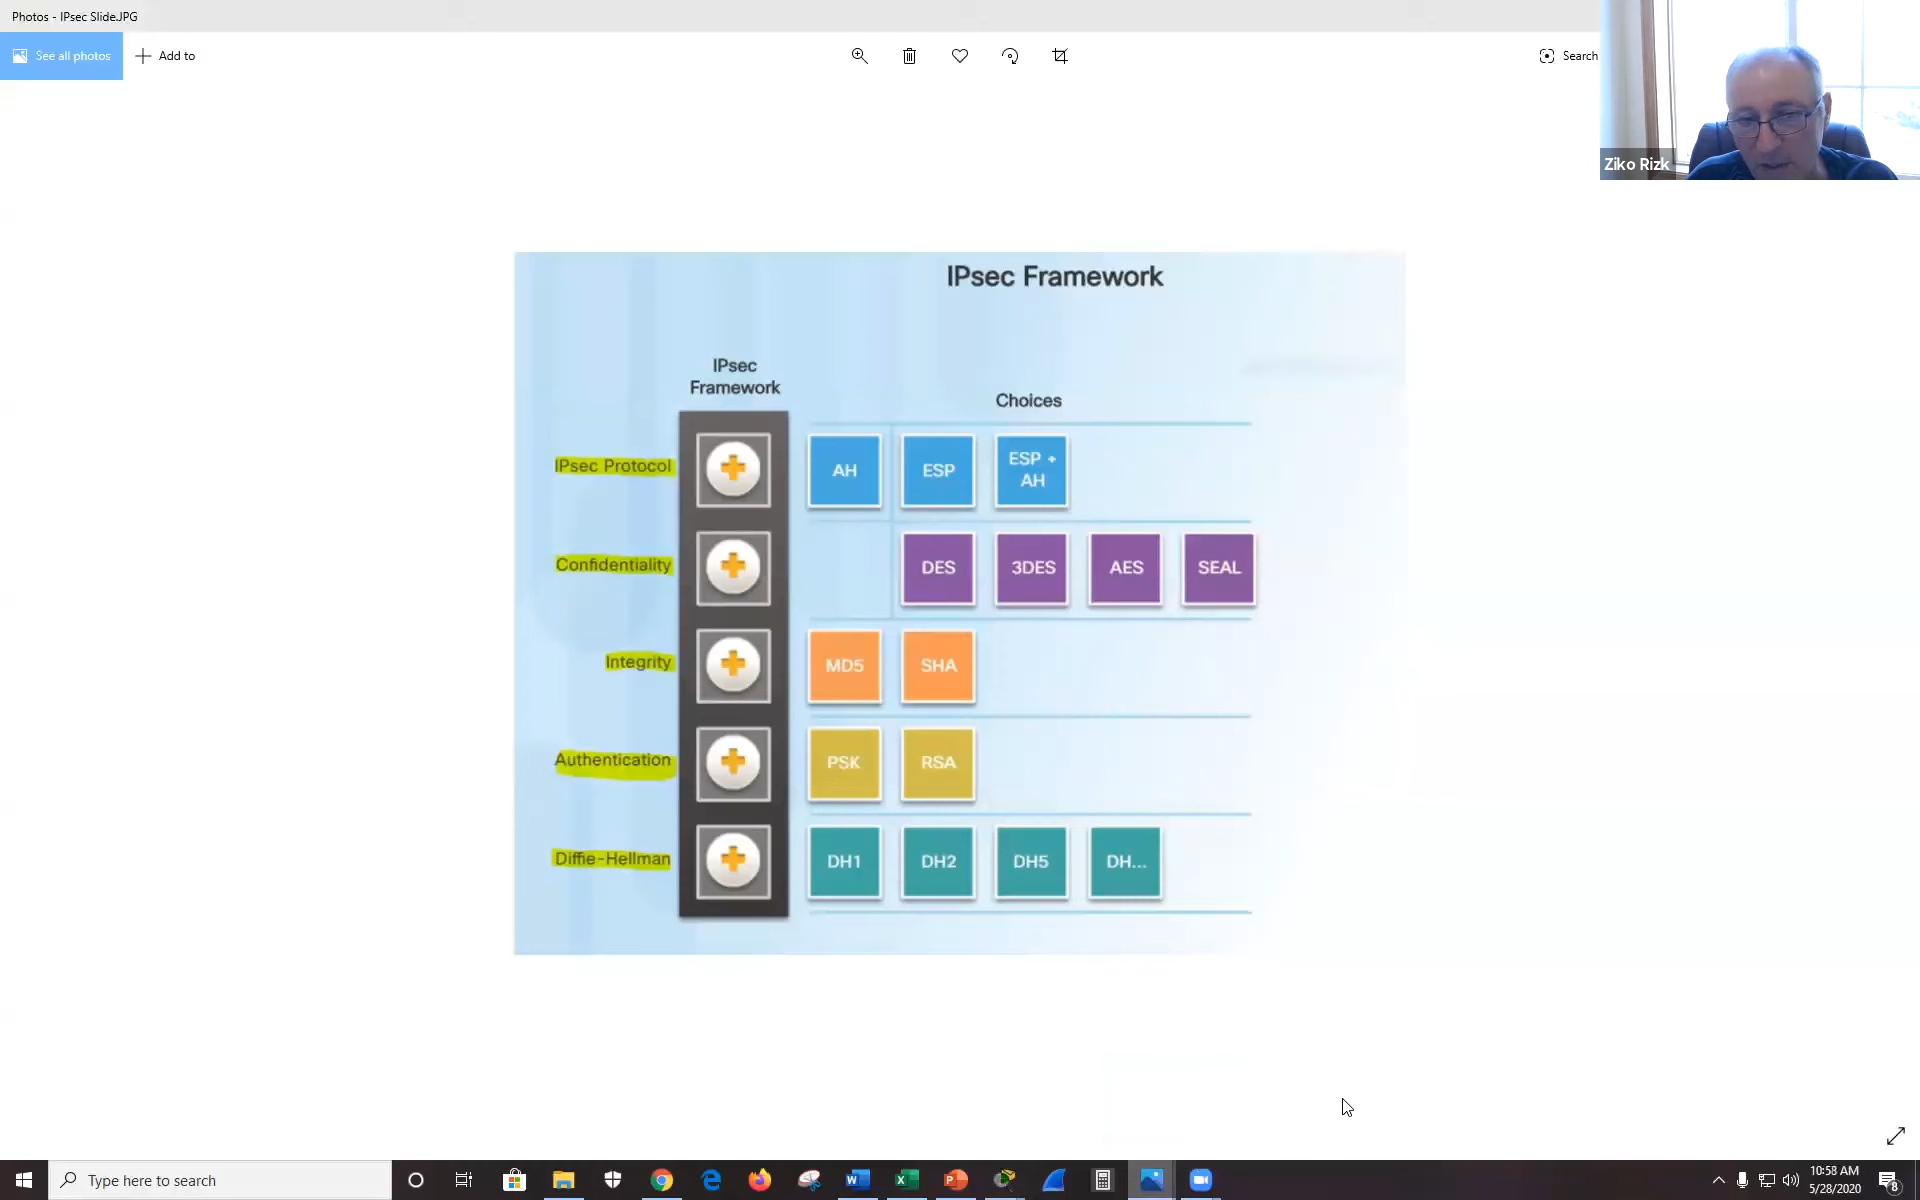 Photos - IPsec Slide.JPG
See all photos
Add to
Search
Ziko Rizk
IPsec Framework
IPsec
Framework
Choices
IPsec Protocol
AH
ESP
ESP +
AH
Confidentiality
DES
3DES
AES
SEAL
Integrity
MD5
SHA
Authentication
PSK
RSA
Diffie-Hellman
DH1
DH2
DH5
DH...
Type here to search
10:58 AM
5/28/2020
8